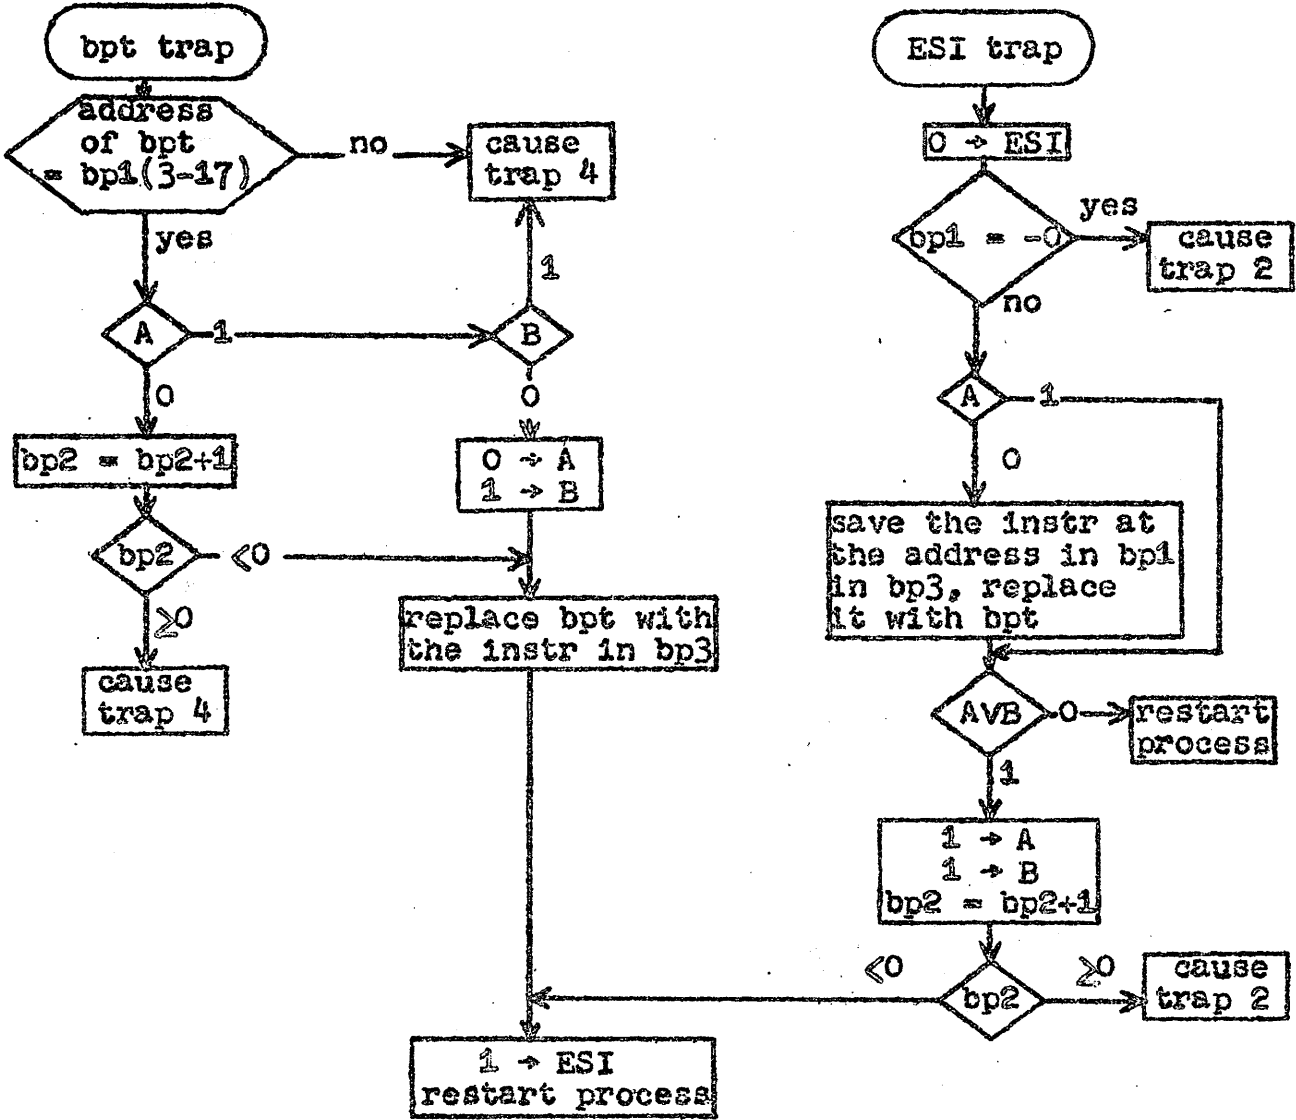 bpt trap
address
of bpt
= bp1(3-17)
no
cause
trap 4
yes
A
1
B
1
0
0
bp2 = bp2+1
0 → A
1 → B
bp2
<0
≥0
cause
trap 4
replace bpt with
the instr in bp3
1 → ESI
restart process
ESI trap
0 → ESI
bp1 = -0
yes
cause
trap 2
no
A
1
0
save the instr at
the address in bp1
in bp3, replace
it with bpt
AVB
0
restart
process
1
1 → A
1 → B
bp2 = bp2+1
<0
bp2
≥0
cause
trap 2